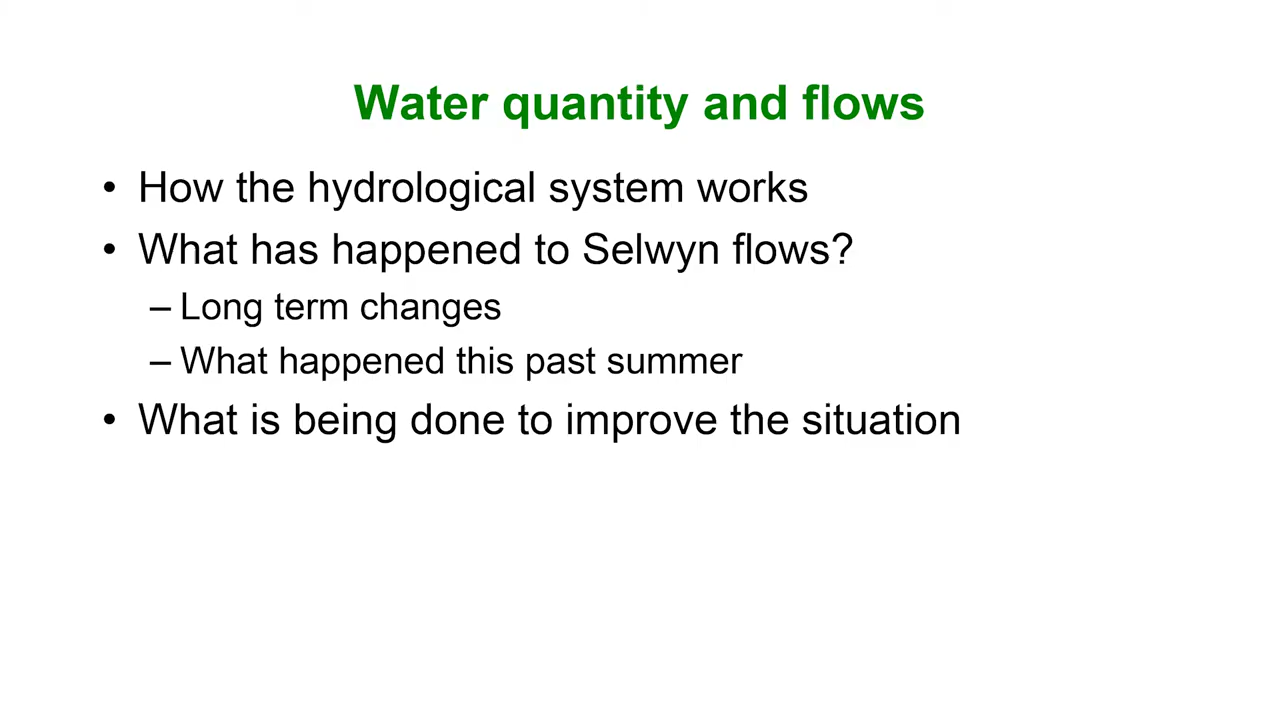 Water quantity and flows
• How the hydrological system works
• What has happened to Selwyn flows?
– Long term changes
– What happened this past summer
• What is being done to improve the situation